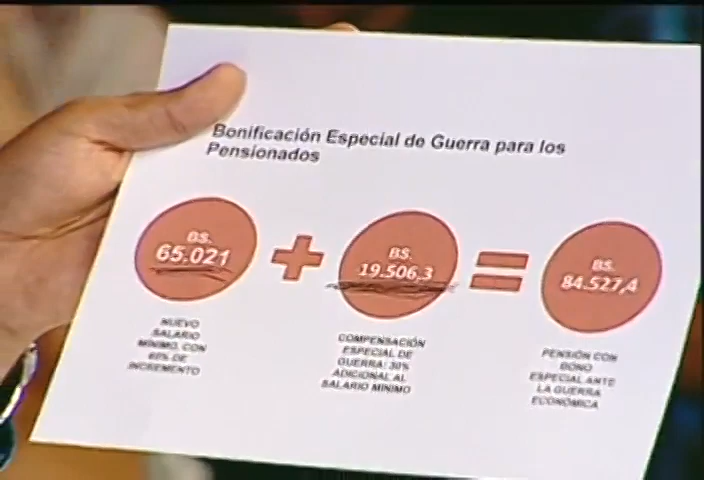 Bonificación Especial de Guerra para los
Pensionados
BS.
65.021
+
BS.
19.506,3
=
BS.
84.527,4
NUEVO
SALARIO
MÍNIMO, CON
60% DE
INCREMENTO
COMPENSACIÓN
ESPECIAL DE
GUERRA: 30%
ADICIONAL AL
SALARIO MÍNIMO
PENSIÓN CON
BONO
ESPECIAL ANTE
LA GUERRA
ECONÓMICA